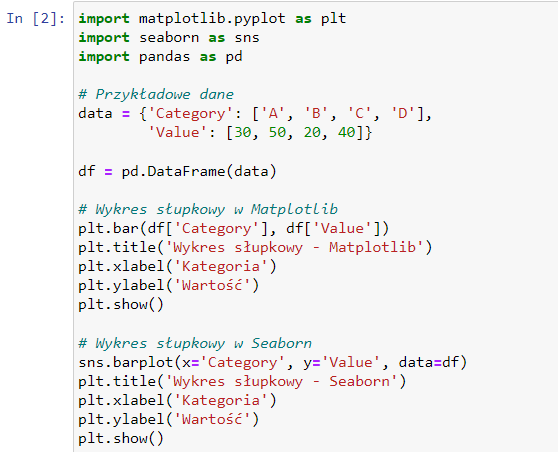 In [2]: import matplotlib.pyplot as plt
import seaborn as sns
import pandas as pd
# Przykładowe dane
data = {'Category': ['A', 'B', 'C', 'D'],
'Value': [30, 50, 20, 40]}
df = pd.DataFrame(data)
# Wykres słupkowy w Matplotlib
plt.bar(df['Category'], df['Value'])
plt.title('Wykres słupkowy - Matplotlib')
plt.xlabel('Kategoria')
plt.ylabel('Wartość')
plt.show()
# Wykres słupkowy w Seaborn
sns.barplot(x='Category', y='Value', data=df)
plt.title('Wykres słupkowy - Seaborn')
plt.xlabel('Kategoria')
plt.ylabel('Wartość')
plt.show()